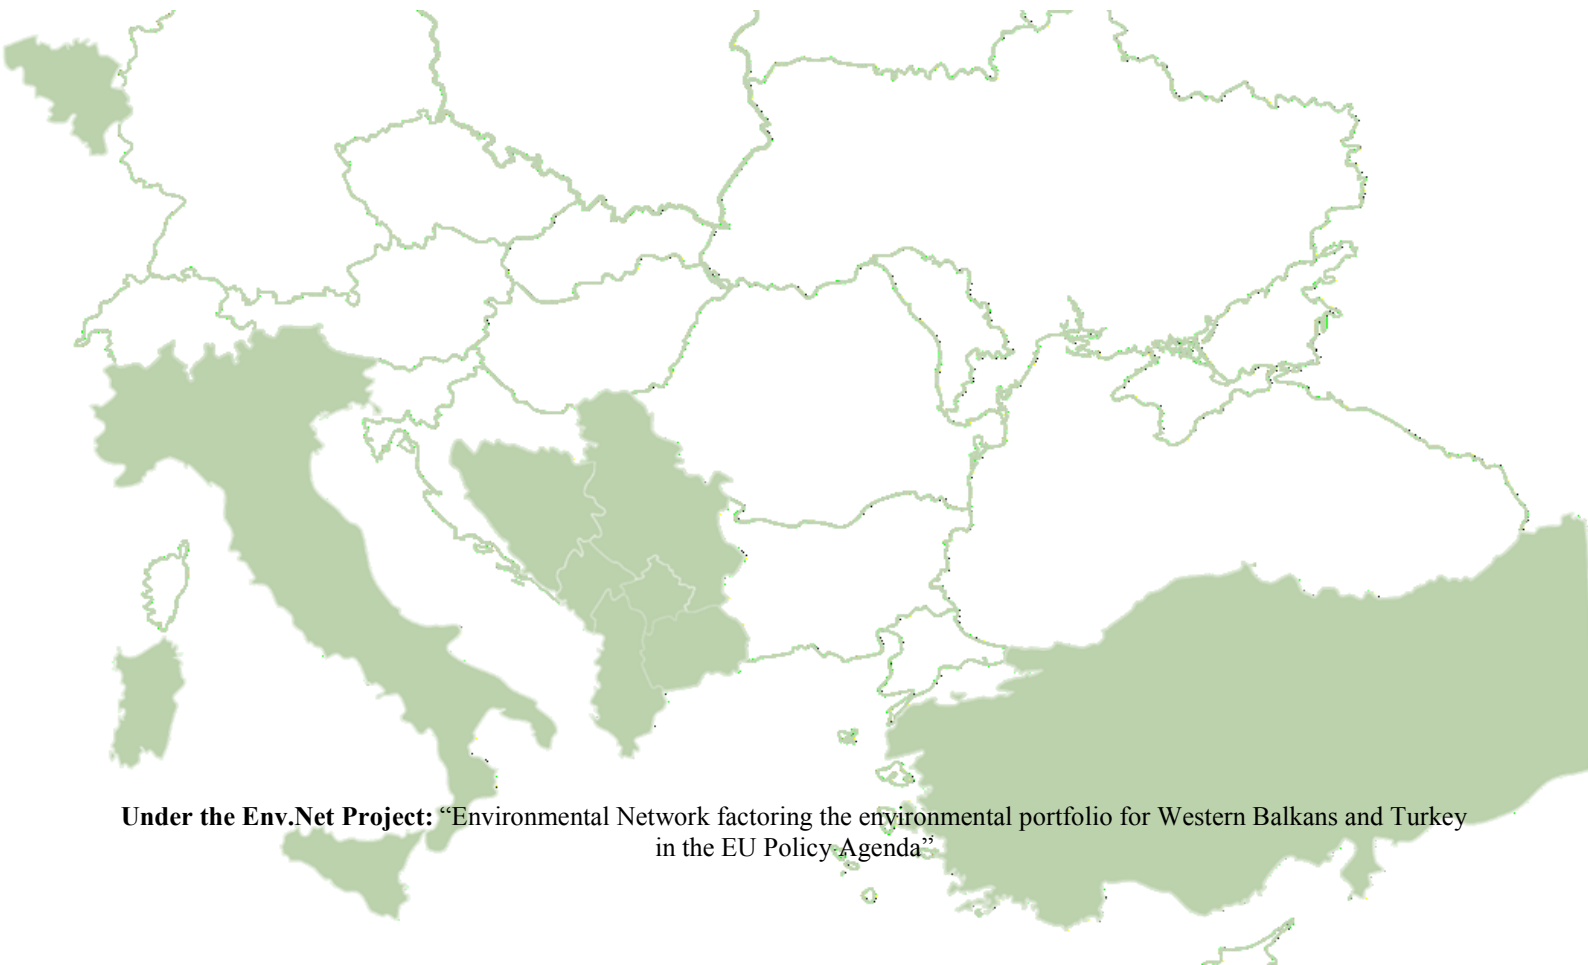 Under the Env.Net Project: “Environmental Network factoring the environmental portfolio for Western Balkans and Turkey
in the EU Policy Agenda”